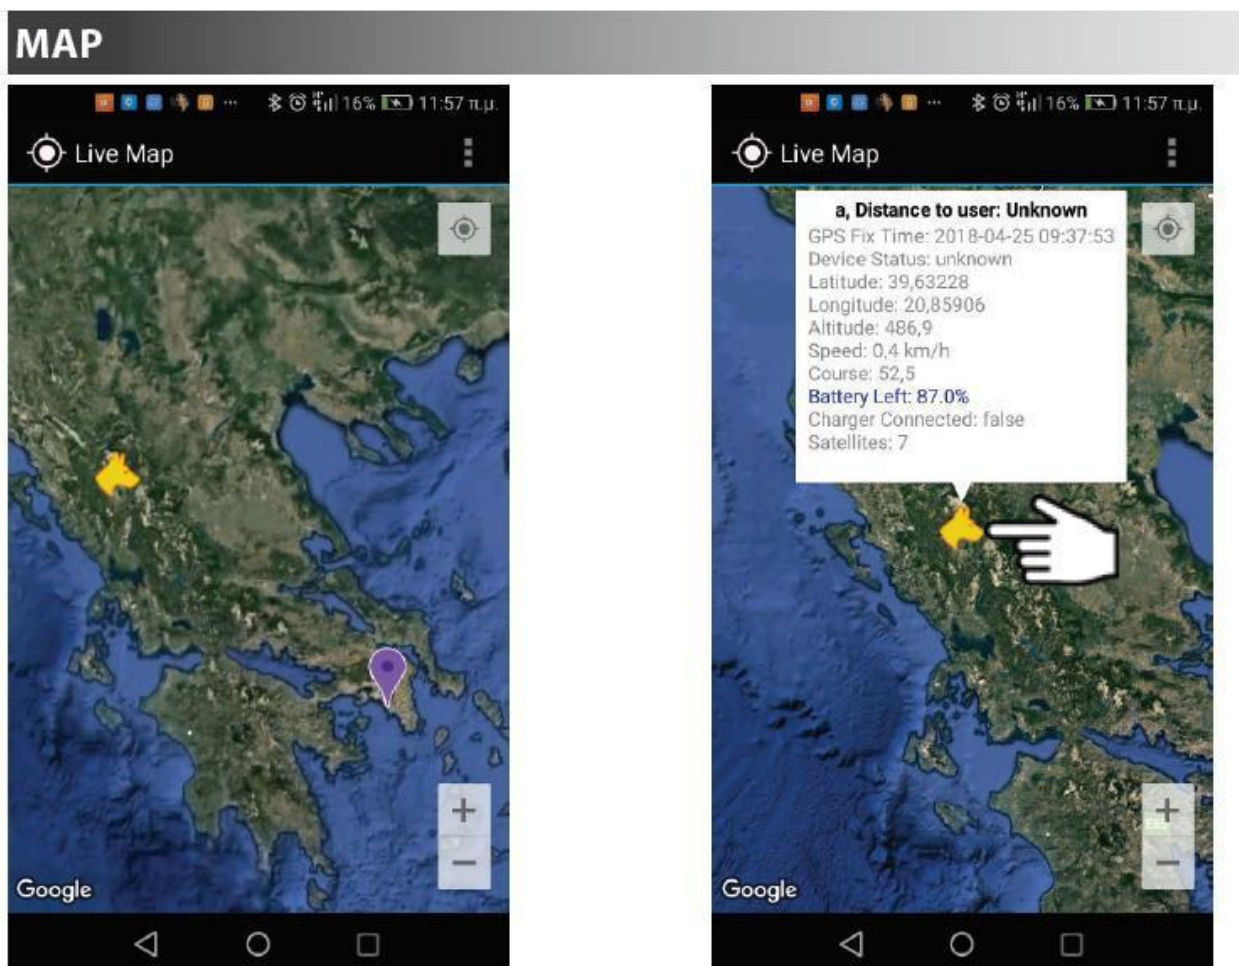 MAP
16% 11:57 π.μ.
Live Map
Google
16% 11:57 π.μ.
Live Map
a, Distance to user: Unknown
GPS Fix Time: 2018-04-25 09:37:53
Device Status: unknown
Latitude: 39,63228
Longitude: 20,85906
Altitude: 486,9
Speed: 0,4 km/h
Course: 52,5
Battery Left: 87.0%
Charger Connected: false
Satellites: 7
Google